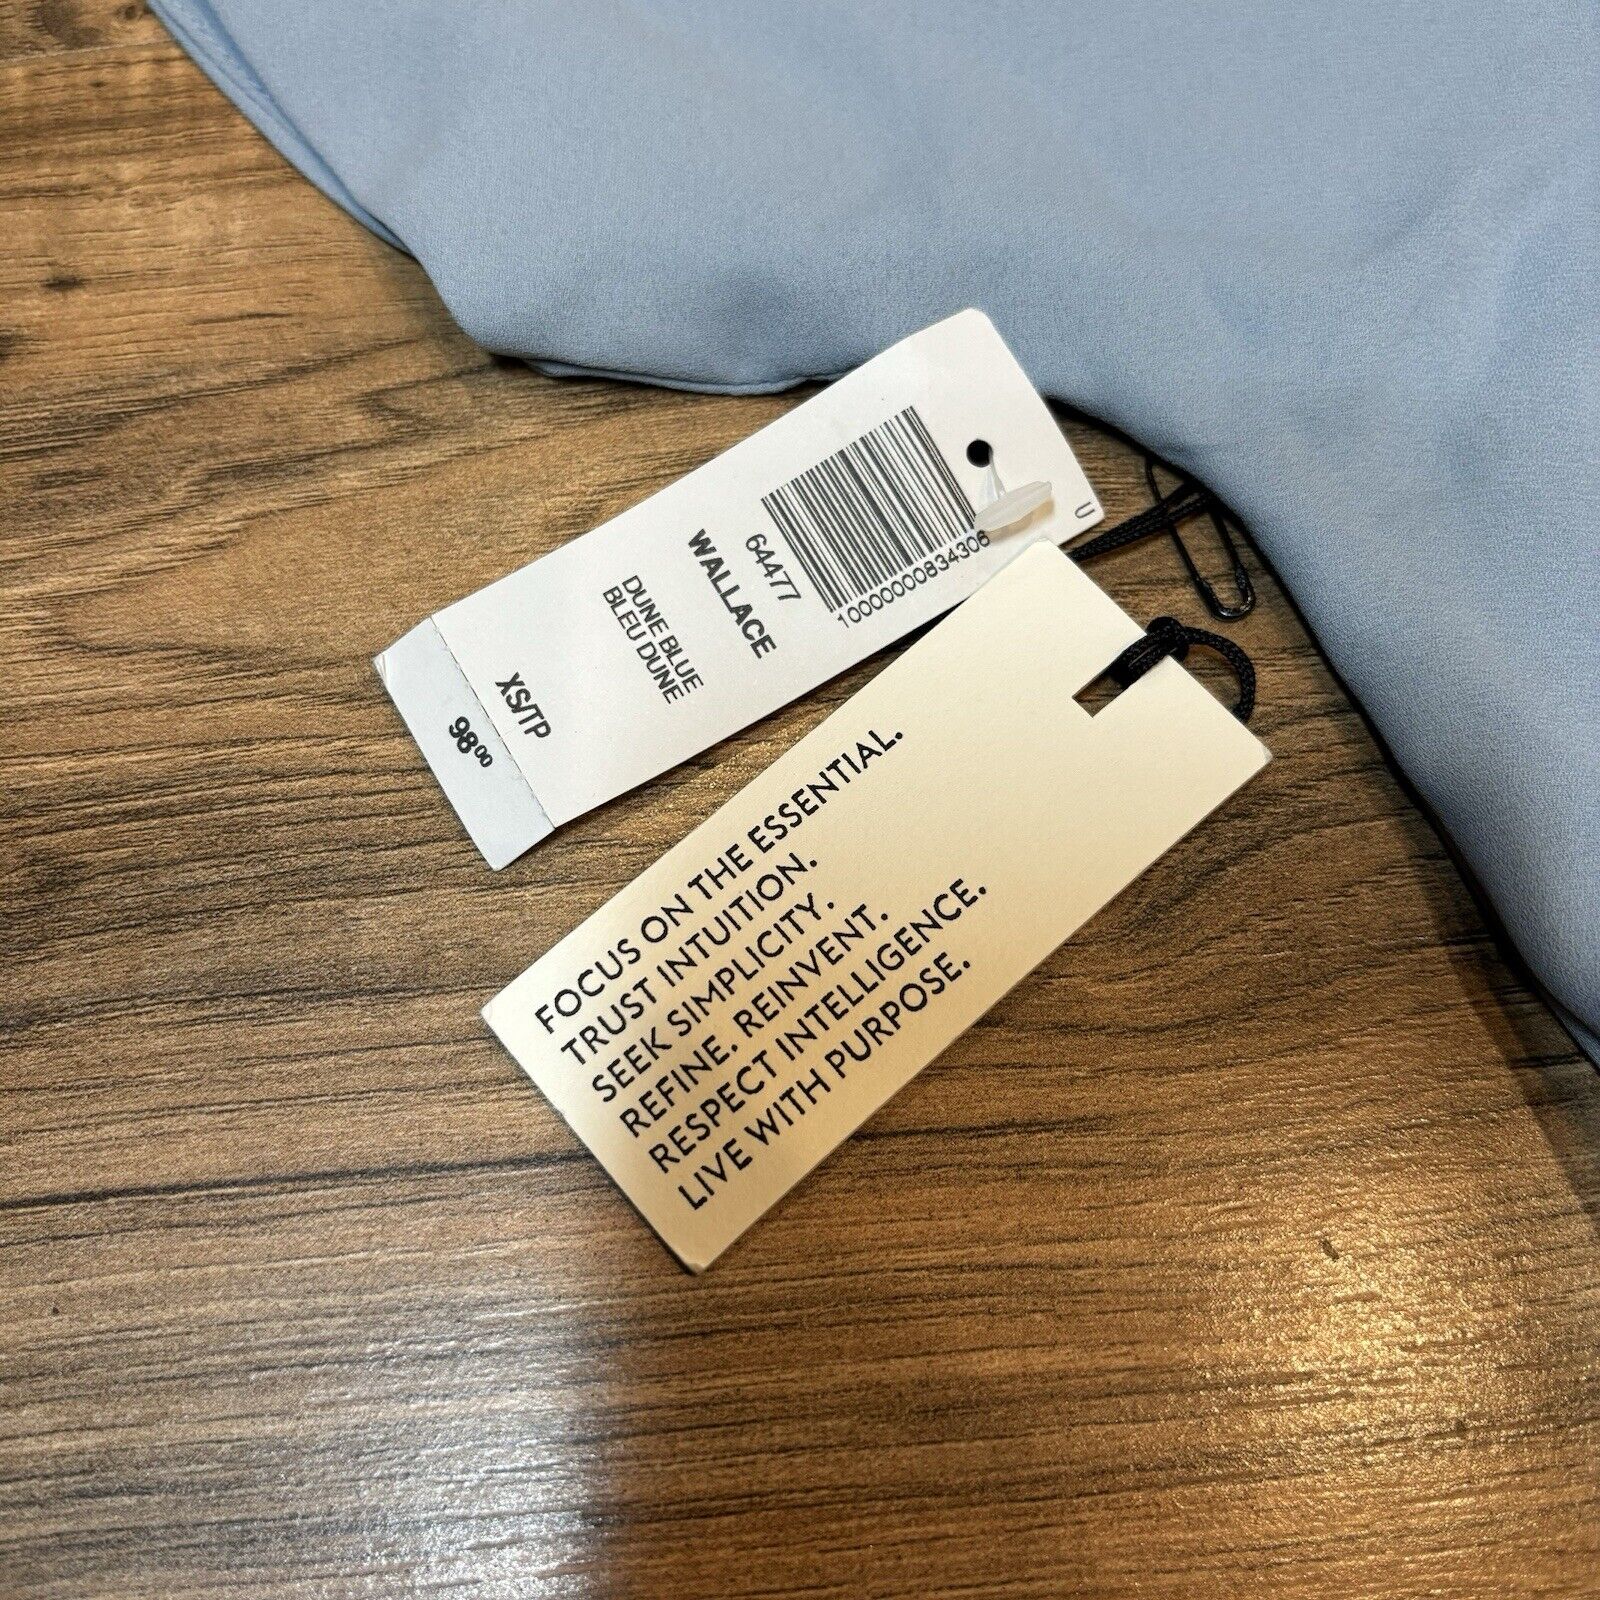 U
1000000834306
64477
WALLACE
DUNE BLUE
BLEU DUNE
XS/TP
98.00
FOCUS ON THE ESSENTIAL.
TRUST INTUITION.
SEEK SIMPLICITY.
REFINE. REINVENT.
RESPECT INTELLIGENCE.
LIVE WITH PURPOSE.